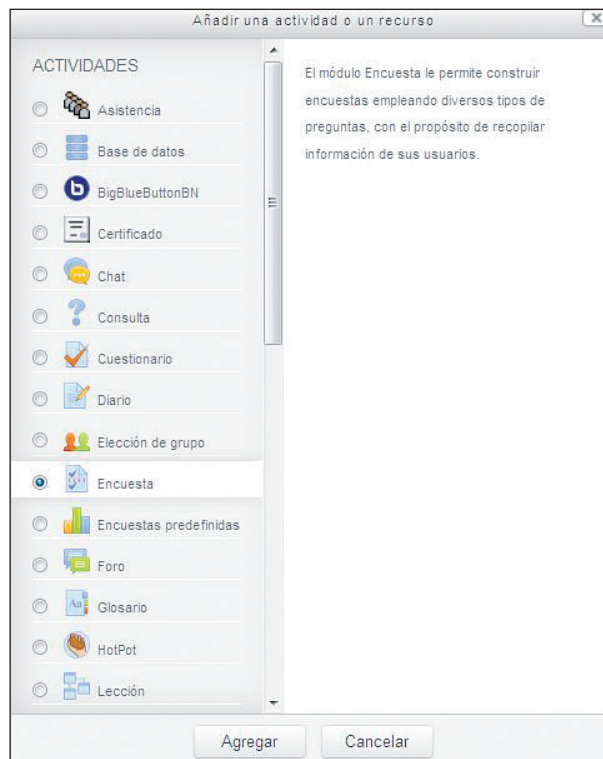 Añadir una actividad o un recurso
ACTIVIDADES
Asistencia
Base de datos
BigBlueButtonBN
Certificado
Chat
Consulta
Cuestionario
Diario
Elección de grupo
Encuesta
Encuestas predefinidas
Foro
Glosario
HotPot
Lección
El módulo Encuesta le permite construir
encuestas empleando diversos tipos de
preguntas, con el propósito de recopilar
información de sus usuarios.
Agregar
Cancelar